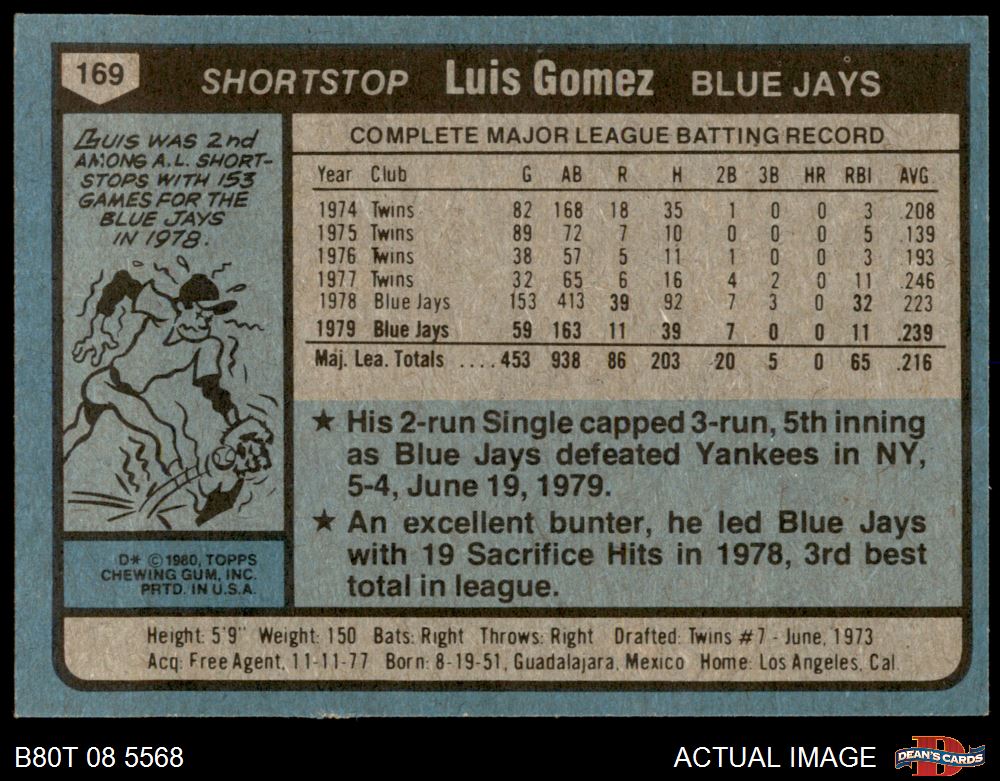 169
SHORTSTOP Luis Gomez BLUE JAYS
LUIS WAS 2nd
AMONG A.L. SHORT-
STOPS WITH 153
GAMES FOR THE
BLUE JAYS
IN 1978.
COMPLETE MAJOR LEAGUE BATTING RECORD
Year Club G AB R H 2B 3B HR RBI AVG.
1974 Twins 82 168 18 35 1 0 0 3 .208
1975 Twins 89 72 7 10 0 0 0 5 .139
1976 Twins 38 57 5 11 1 0 0 3 .193
1977 Twins 32 65 6 16 4 2 0 11 .246
1978 Blue Jays 153 413 39 92 7 3 0 32 .223
1979 Blue Jays 59 163 11 39 7 0 0 11 .239
Maj. Lea. Totals ....453 938 86 203 20 5 0 65 .216
★ His 2-run Single capped 3-run, 5th inning
as Blue Jays defeated Yankees in NY,
5-4, June 19, 1979.
★ An excellent bunter, he led Blue Jays
with 19 Sacrifice Hits in 1978, 3rd best
total in league.
D* © 1980, TOPPS
CHEWING GUM, INC.
PRTD. IN U.S.A.
Height: 5'9" Weight: 150 Bats: Right Throws: Right Drafted: Twins #7 - June, 1973
Acq: Free Agent, 11-11-77 Born: 8-19-51, Guadalajara, Mexico Home: Los Angeles, Cal.
B80T 08 5568
ACTUAL IMAGE
D
DEAN'S CARDS